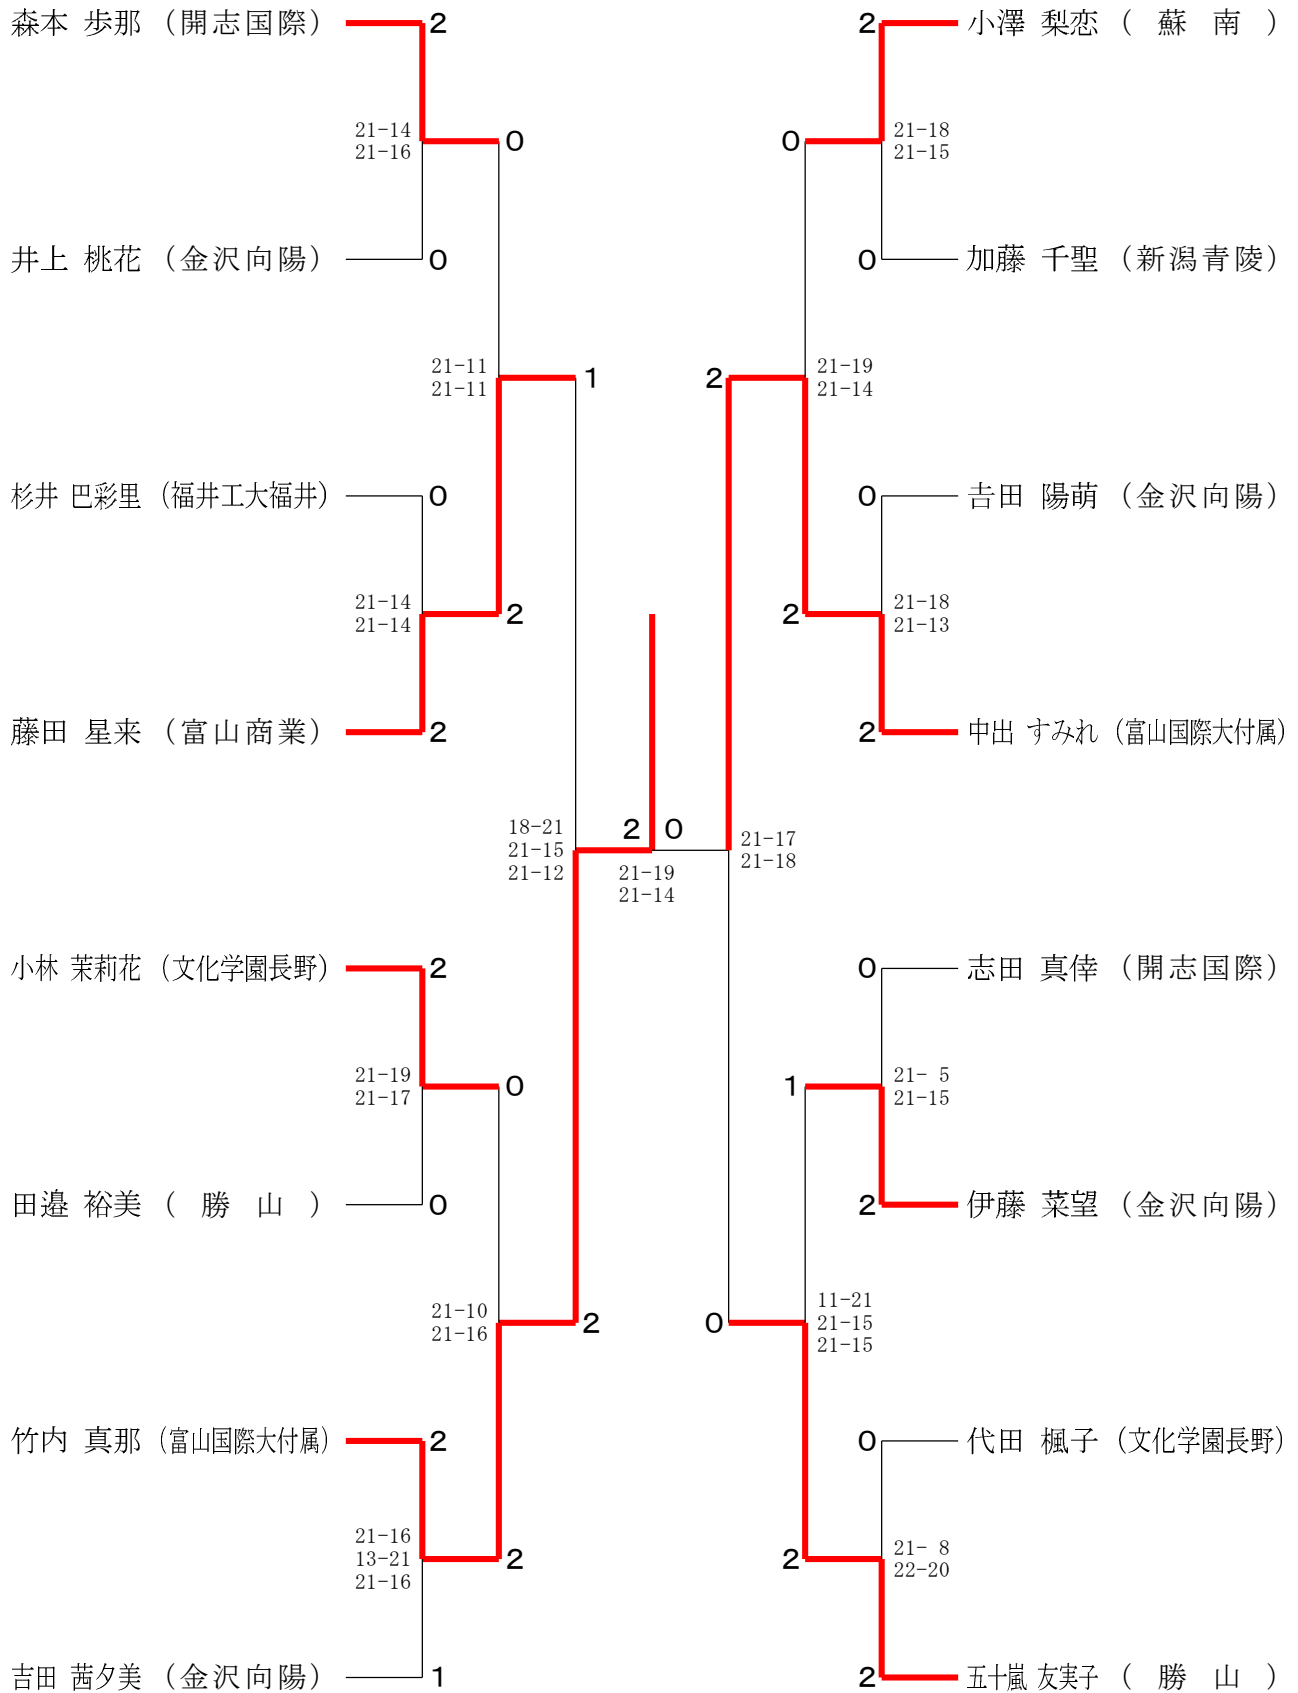 森本 歩那 （開志国際） 2 2 小澤 梨恋 （ 蘇 南 ）
21-14 21-18
0 0
21-16 21-15
井上 桃花 （金沢向陽） 0 0 加藤 千聖 （新潟青陵）
21-11 21-19
1 2
21-11 21-14
杉井 巴彩里 （福井工大福井） 0 0 吉田 陽萌 （金沢向陽）
21-14 21-18
2 2
21-14 21-13
藤田 星来 （富山商業） 2 2 中出 すみれ （富山国際大付属）
18-21 2 0 21-17
21-15 21-18
21-12 21-19
21-14
小林 茉莉花 （文化学園長野） 2 0 志田 真倖 （開志国際）
21-19 21- 5
0 1
21-17 21-15
田邉 裕美 （ 勝 山 ） 0 2 伊藤 菜望 （金沢向陽）
21-10 11-21
2 0 21-15
21-16 21-15
竹内 真那 （富山国際大付属） 2 0 代田 楓子 （文化学園長野）
21-16 21- 8
13-21 2 2 22-20
21-16
吉田 茜夕美 （金沢向陽） 1 2 五十嵐 友実子 （ 勝 山 ）